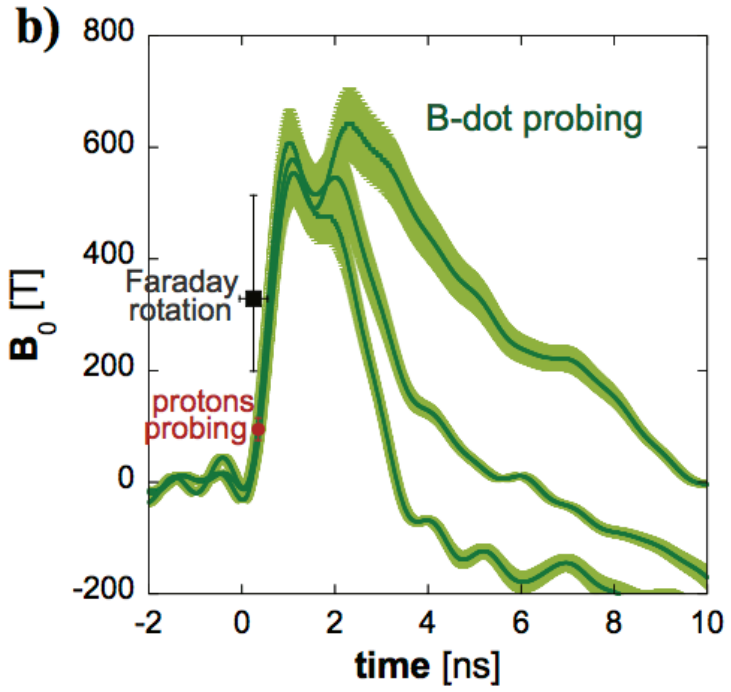 b)
800
600
400
200
0
-200
B0 [T]
B-dot probing
Faraday
rotation
protons
probing
-2 0 2 4 6 8 10
time [ns]